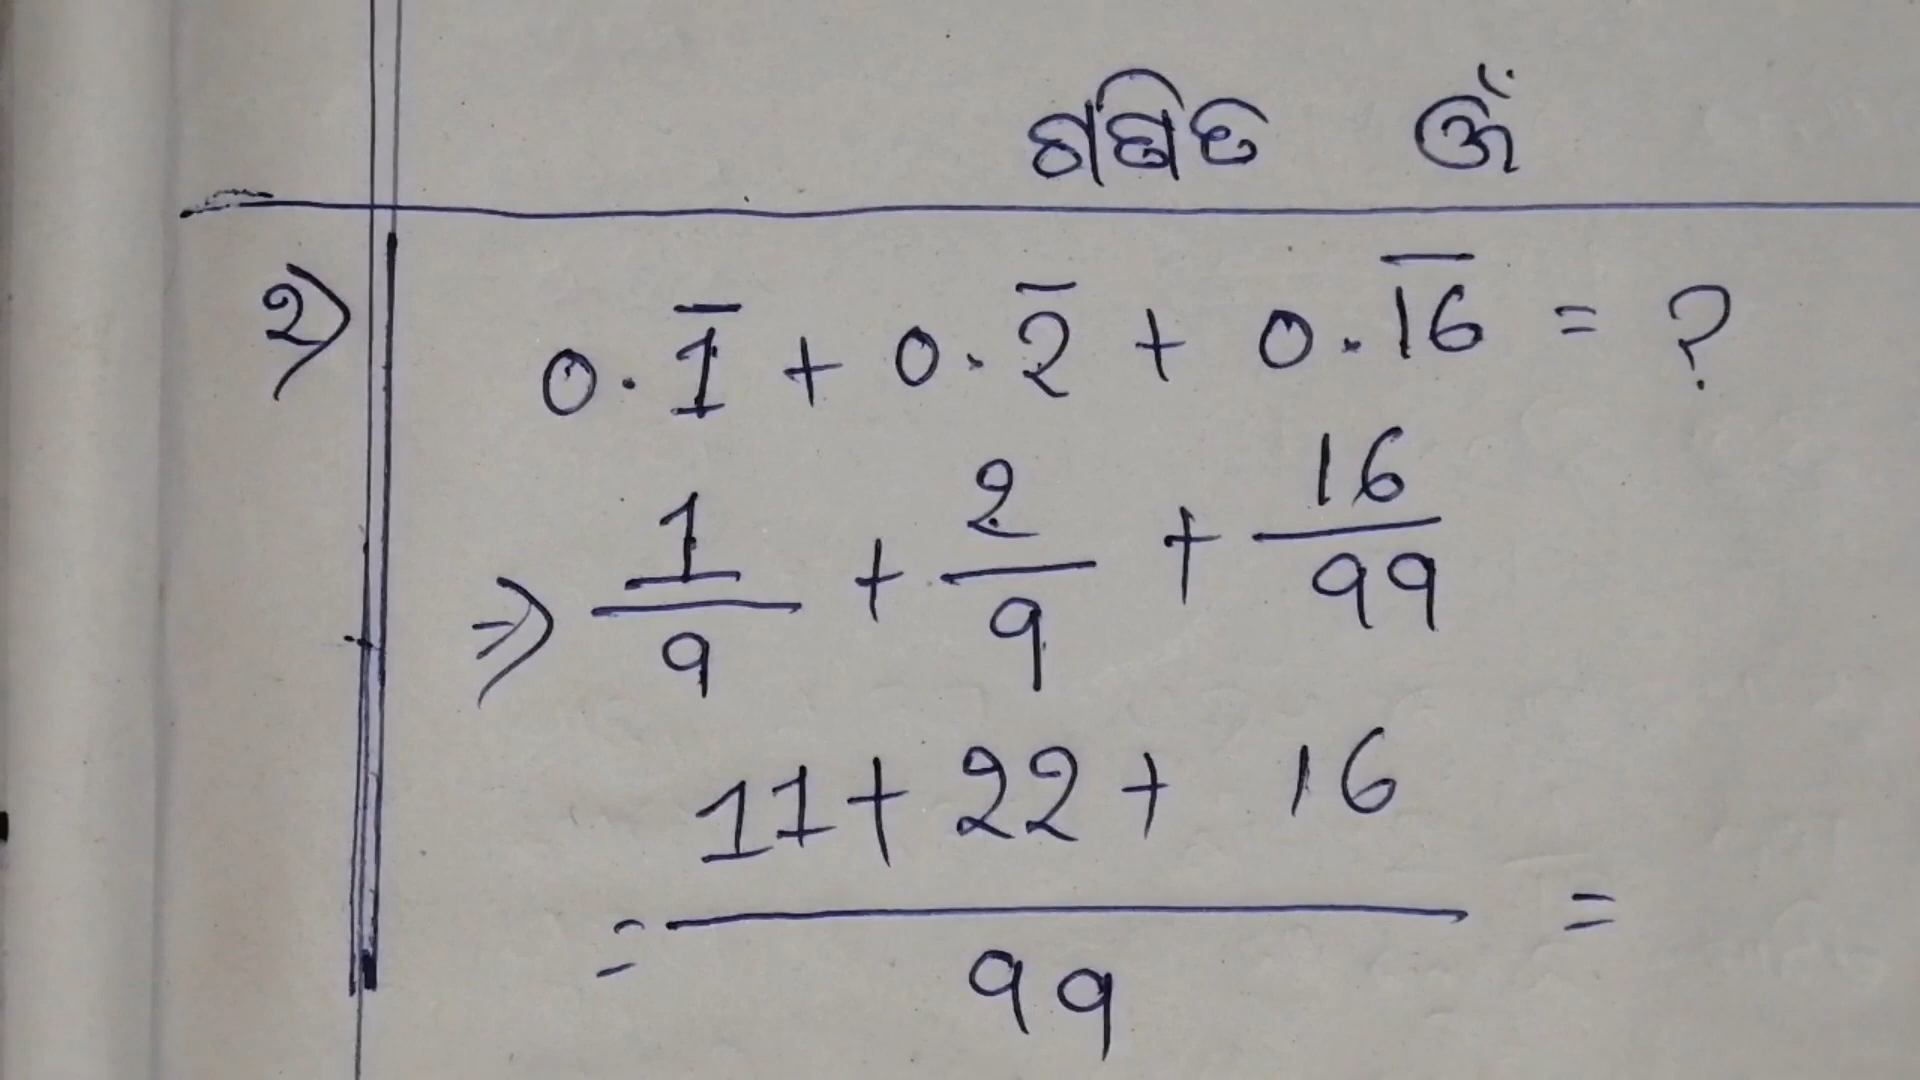 ଗଣିତ ଓଁ
୨) 0.1̅ + 0.2̅ + 0.1̅6̅ = ?
⇒ 1/9 + 2/9 + 16/99
= 11 + 22 + 16 / 99 =